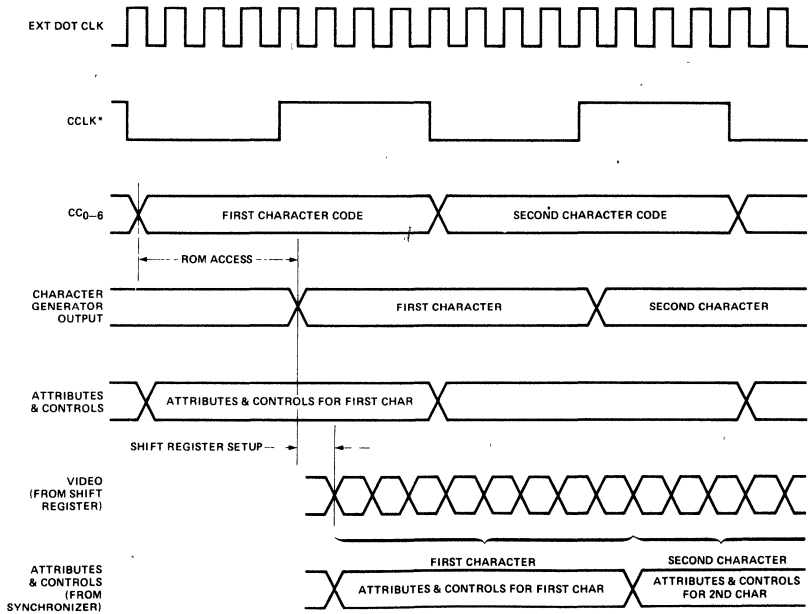 EXT DOT CLK
CCLK*
CC0–6
FIRST CHARACTER CODE
SECOND CHARACTER CODE
ROM ACCESS
CHARACTER
GENERATOR
OUTPUT
FIRST CHARACTER
SECOND CHARACTER
ATTRIBUTES
& CONTROLS
ATTRIBUTES & CONTROLS FOR FIRST CHAR
SHIFT REGISTER SETUP
VIDEO
(FROM SHIFT
REGISTER)
FIRST CHARACTER
SECOND CHARACTER
ATTRIBUTES
& CONTROLS
(FROM
SYNCHRONIZER)
ATTRIBUTES & CONTROLS FOR FIRST CHAR
ATTRIBUTES & CONTROLS
FOR 2ND CHAR